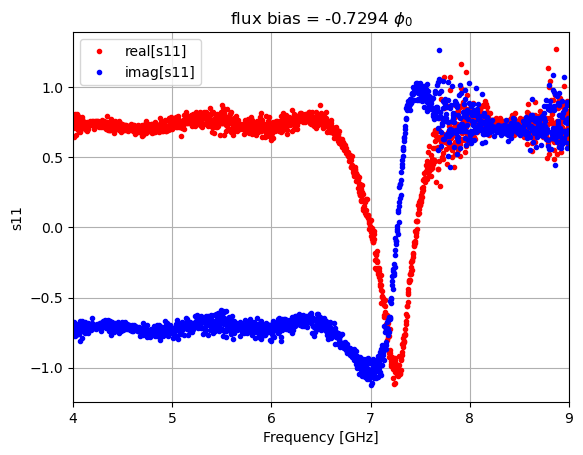 flux bias = -0.7294 ϕ₀
real[s11]
imag[s11]
1.0
0.5
0.0
−0.5
−1.0
s11
4 5 6 7 8 9
Frequency [GHz]